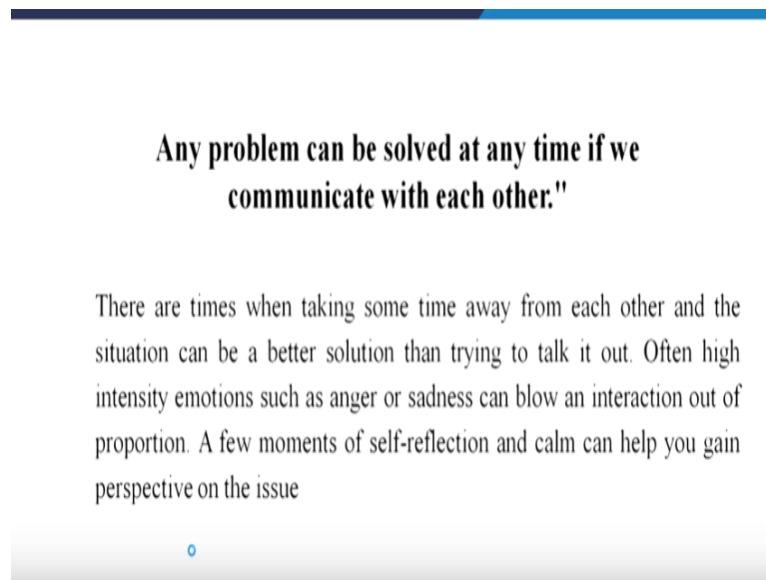 Any problem can be solved at any time if we
communicate with each other."
There are times when taking some time away from each other and the
situation can be a better solution than trying to talk it out. Often high
intensity emotions such as anger or sadness can blow an interaction out of
proportion. A few moments of self-reflection and calm can help you gain
perspective on the issue